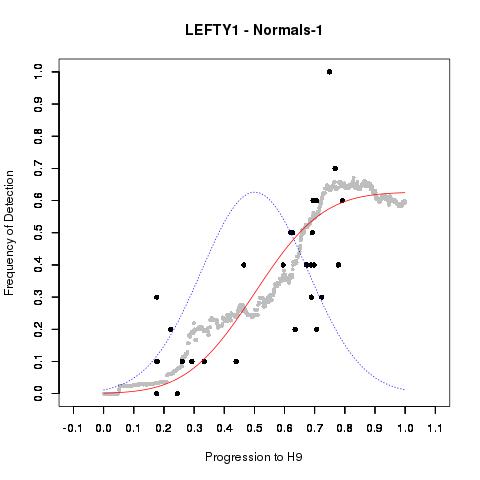 LEFTY1 - Normals-1
Frequency of Detection
1.0
0.9
0.8
0.7
0.6
0.5
0.4
0.3
0.2
0.1
0.0
-0.1 0.0 0.1 0.2 0.3 0.4 0.5 0.6 0.7 0.8 0.9 1.0 1.1
Progression to H9